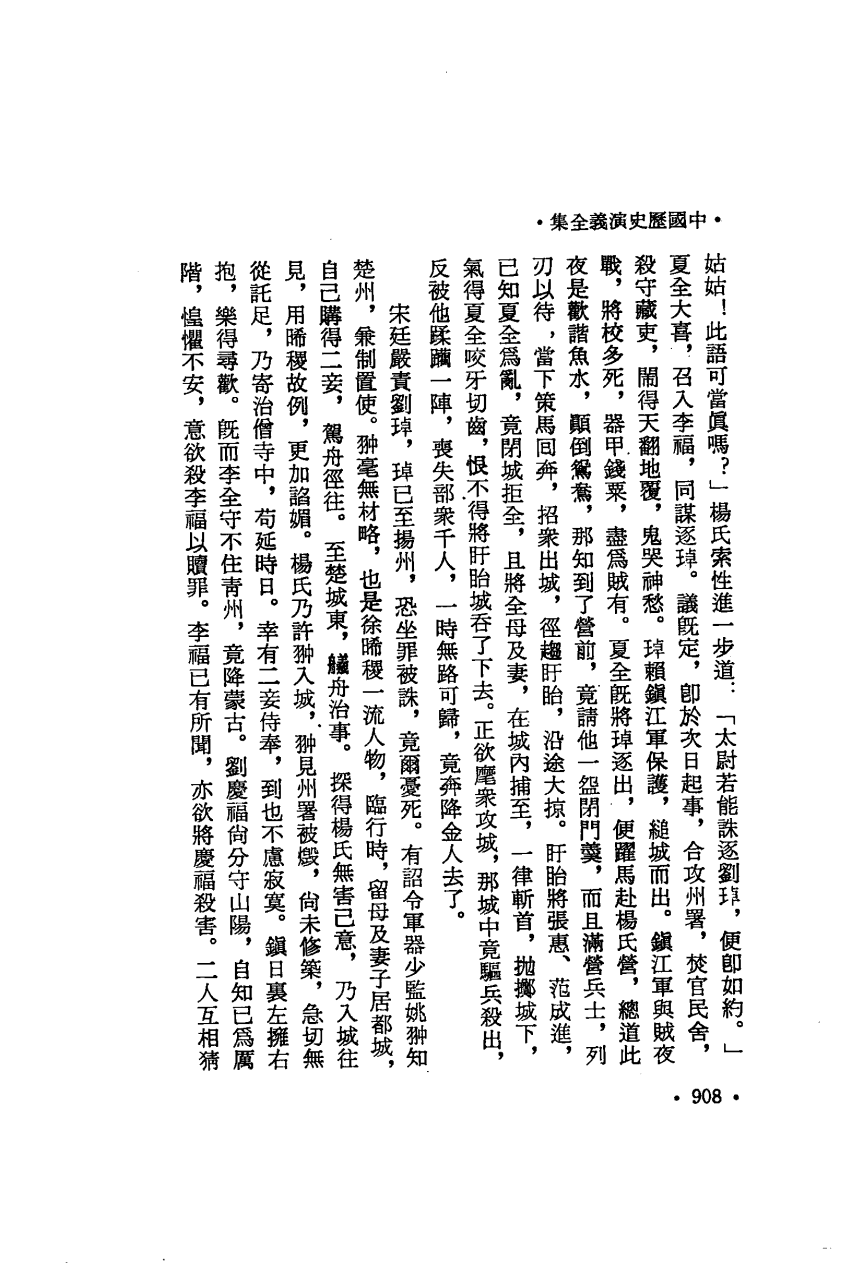 •中國歷史演義全集•
姑姑！此語可當眞嗎？」楊氏索性進一步道：「太尉若能誅逐劉琸，便卽如約。」
夏全大喜，召入李福，同謀逐琸。議旣定，卽於次日起事，合攻州署，焚官民舍，
殺守藏吏，鬧得天翻地覆，鬼哭神愁。琸賴鎭江軍保護，縋城而出。鎭江軍與賊夜
戰，將校多死，器甲錢粟，盡爲賊有。夏全旣將琸逐出，便躍馬赴楊氏營，總道此
夜是歡諧魚水，顚倒鴛鴦，那知到了營前，竟請他一盌閉門羹，而且滿營兵士，列
刃以待，當下策馬回奔，招衆出城，徑趨盱眙，沿途大掠。盱眙將張惠、范成進，
已知夏全爲亂，竟閉城拒全，且將全母及妻，在城內捕至，一律斬首，抛擲城下，
氣得夏全咬牙切齒，恨不得將盱眙城吞了下去。正欲麾衆攻城，那城中竟驅兵殺出，
反被他蹂躪一陣，喪失部衆千人，一時無路可歸，竟奔降金人去了。
宋廷嚴責劉琸，琸已至揚州，恐坐罪被誅，竟爾憂死。有詔令軍器少監姚翀知
楚州，兼制置使。翀毫無材略，也是徐晞稷一流人物，臨行時，留母及妻子居都城，
自己購得二妾，駕舟徑往。至楚城東，艤舟治事。探得楊氏無害己意，乃入城往
見，用晞稷故例，更加諂媚。楊氏乃許翀入城，翀見州署被燬，尙未修築，急切無
從託足，乃寄治僧寺中，苟延時日。幸有二妾侍奉，到也不慮寂寞。鎭日裏左擁右
抱，樂得尋歡。旣而李全守不住靑州，竟降蒙古。劉慶福尙分守山陽，自知已爲厲
階，惶懼不安，意欲殺李福以贖罪。李福已有所聞，亦欲將慶福殺害。二人互相猜
•908•